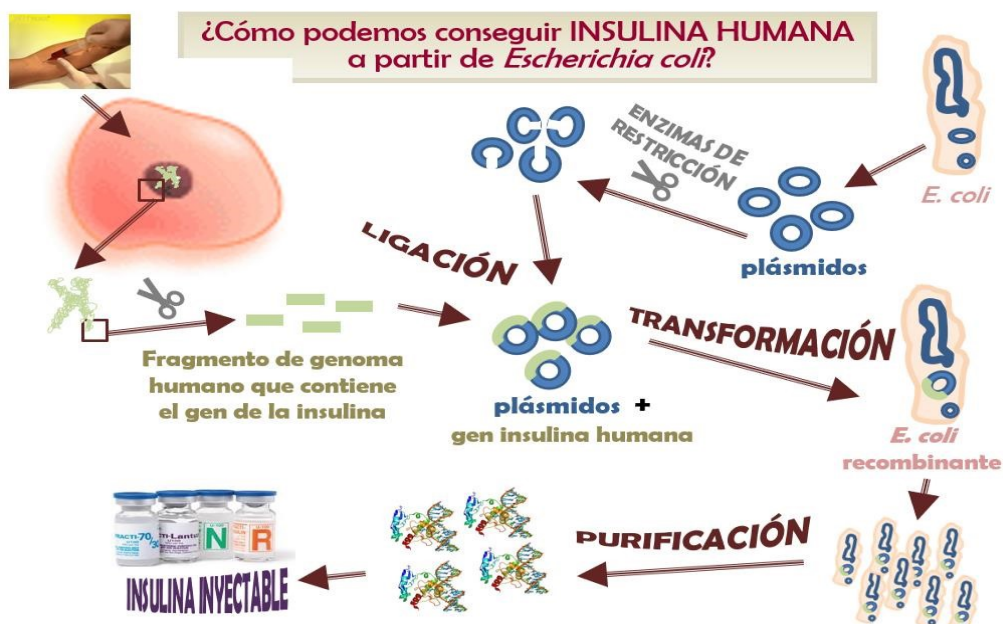 ¿Cómo podemos conseguir INSULINA HUMANA
a partir de Escherichia coli?
ENZIMAS DE
RESTRICCIÓN
E. coli
plásmidos
LIGACIÓN
Fragmento de genoma
humano que contiene
el gen de la insulina
plásmidos +
gen insulina humana
TRANSFORMACIÓN
E. coli
recombinante
PURIFICACIÓN
N
R
INSULINA INYECTABLE